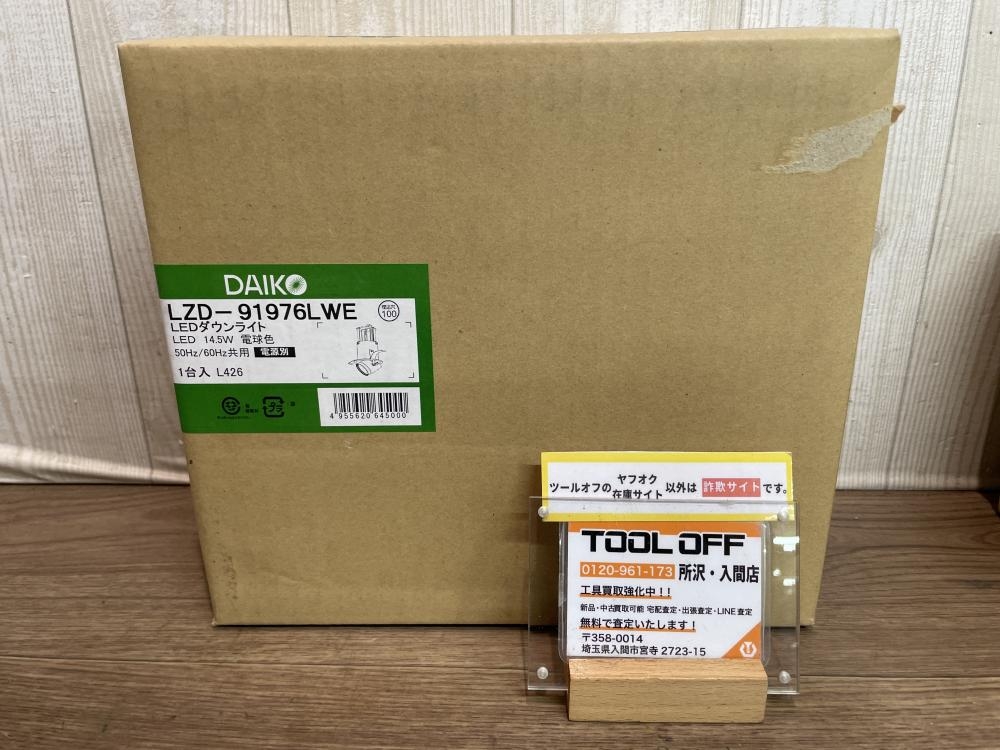 DAIKO
LZD-91976LWE
埋込穴
100
LEDダウンライト
LED 14.5W 電球色
50Hz/60Hz共用 電源別
1台入 L426
プラ
4 955620 645000
ツールオフの ヤフオク 在庫サイト 以外は 詐欺サイト です。
TOOL OFF
0120-961-173 所沢・入間店
工具買取強化中!!
新品・中古買取可能 宅配査定・出張査定・LINE査定
無料で査定いたします!
〒358-0014
埼玉県入間市宮寺 2723-15